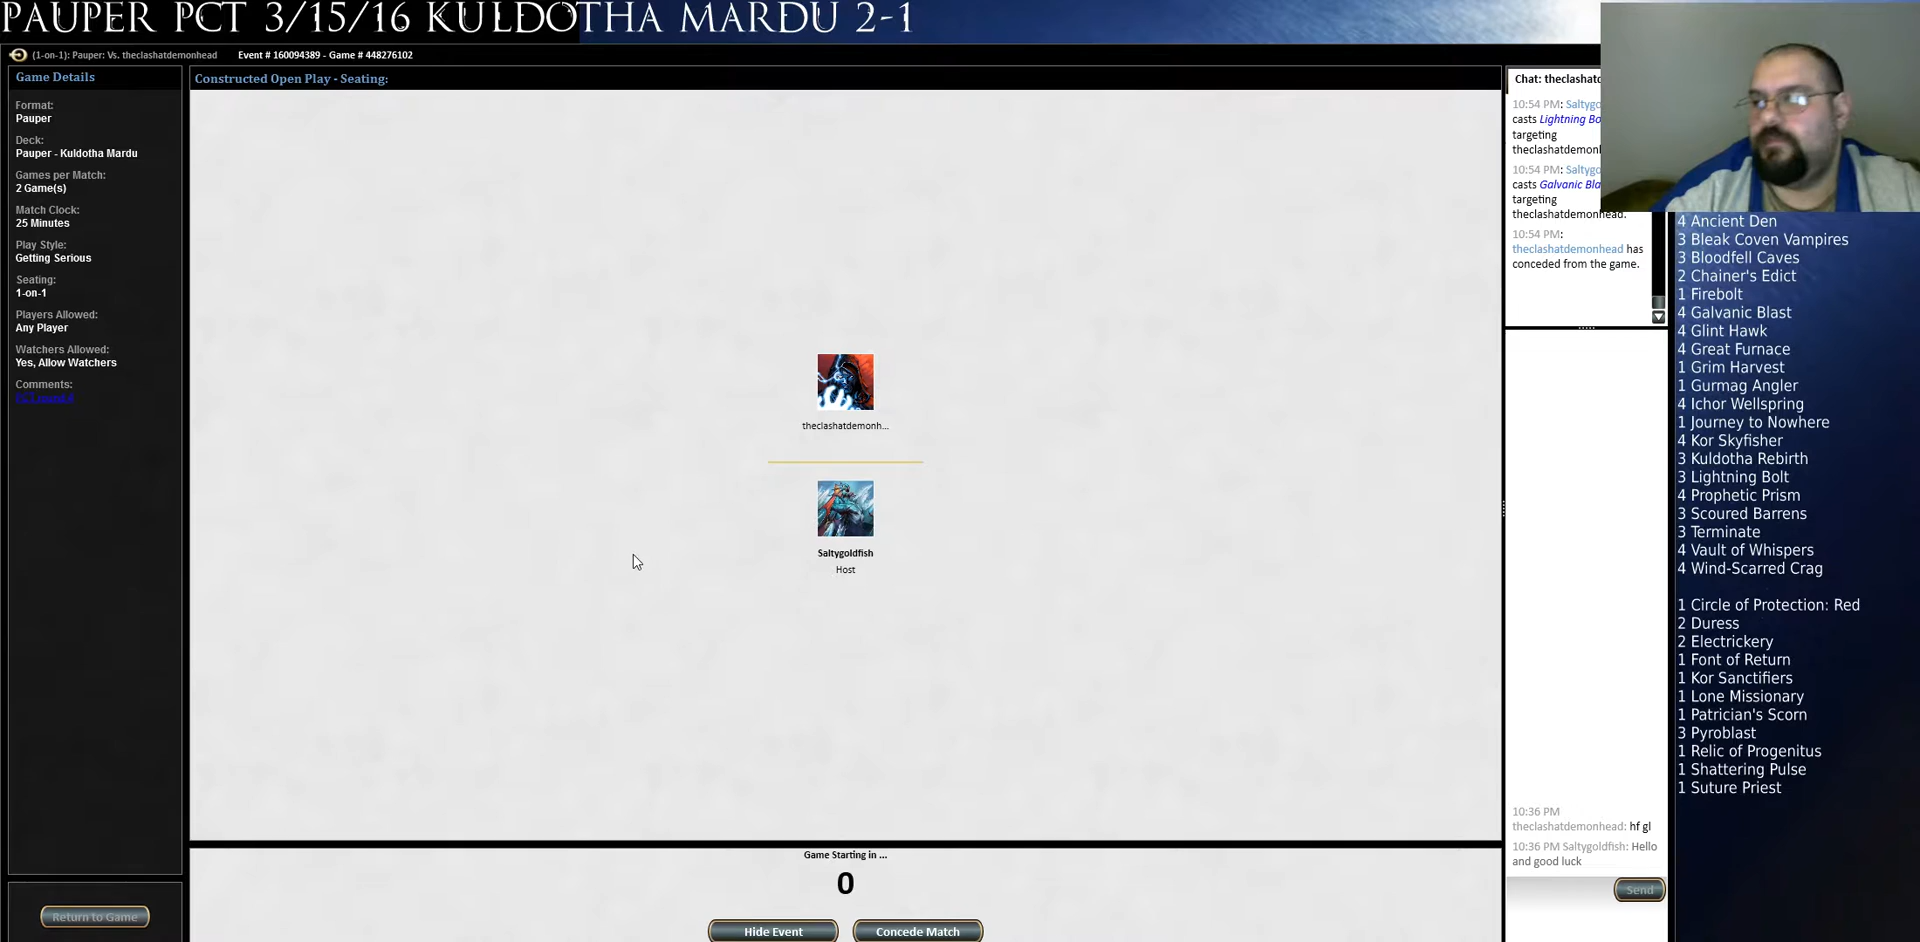 PAUPER PCT 3/15/16 KULDOTHA MARDU 2-1
(1-on-1): Pauper: Vs. theclashatdemonhead Event # 160094389 - Game # 448276102
Game Details
Format:
Pauper
Deck:
Pauper - Kuldotha Mardu
Games per Match:
2 Game(s)
Match Clock:
25 Minutes
Play Style:
Getting Serious
Seating:
1-on-1
Players Allowed:
Any Player
Watchers Allowed:
Yes, Allow Watchers
Comments:
Return to Game
Constructed Open Play - Seating:
theclashatdemonh...
Saltygoldfish
Host
Game Starting in ...
0
Hide Event
Concede Match
Chat: theclashatd
10:54 PM: Saltygo
casts Lightning Bo
targeting
theclashatdemonh
10:54 PM: Saltygo
casts Galvanic Bla
targeting
theclashatdemonhead.
10:54 PM:
theclashatdemonhead has
conceded from the game.
10:36 PM
theclashatdemonhead: hf gl
10:36 PM Saltygoldfish: Hello
and good luck
Send
4 Ancient Den
3 Bleak Coven Vampires
3 Bloodfell Caves
2 Chainer's Edict
1 Firebolt
4 Galvanic Blast
4 Glint Hawk
4 Great Furnace
1 Grim Harvest
1 Gurmag Angler
4 Ichor Wellspring
1 Journey to Nowhere
4 Kor Skyfisher
3 Kuldotha Rebirth
3 Lightning Bolt
4 Prophetic Prism
3 Scoured Barrens
3 Terminate
4 Vault of Whispers
4 Wind-Scarred Crag
1 Circle of Protection: Red
2 Duress
2 Electrickery
1 Font of Return
1 Kor Sanctifiers
1 Lone Missionary
1 Patrician's Scorn
3 Pyroblast
1 Relic of Progenitus
1 Shattering Pulse
1 Suture Priest